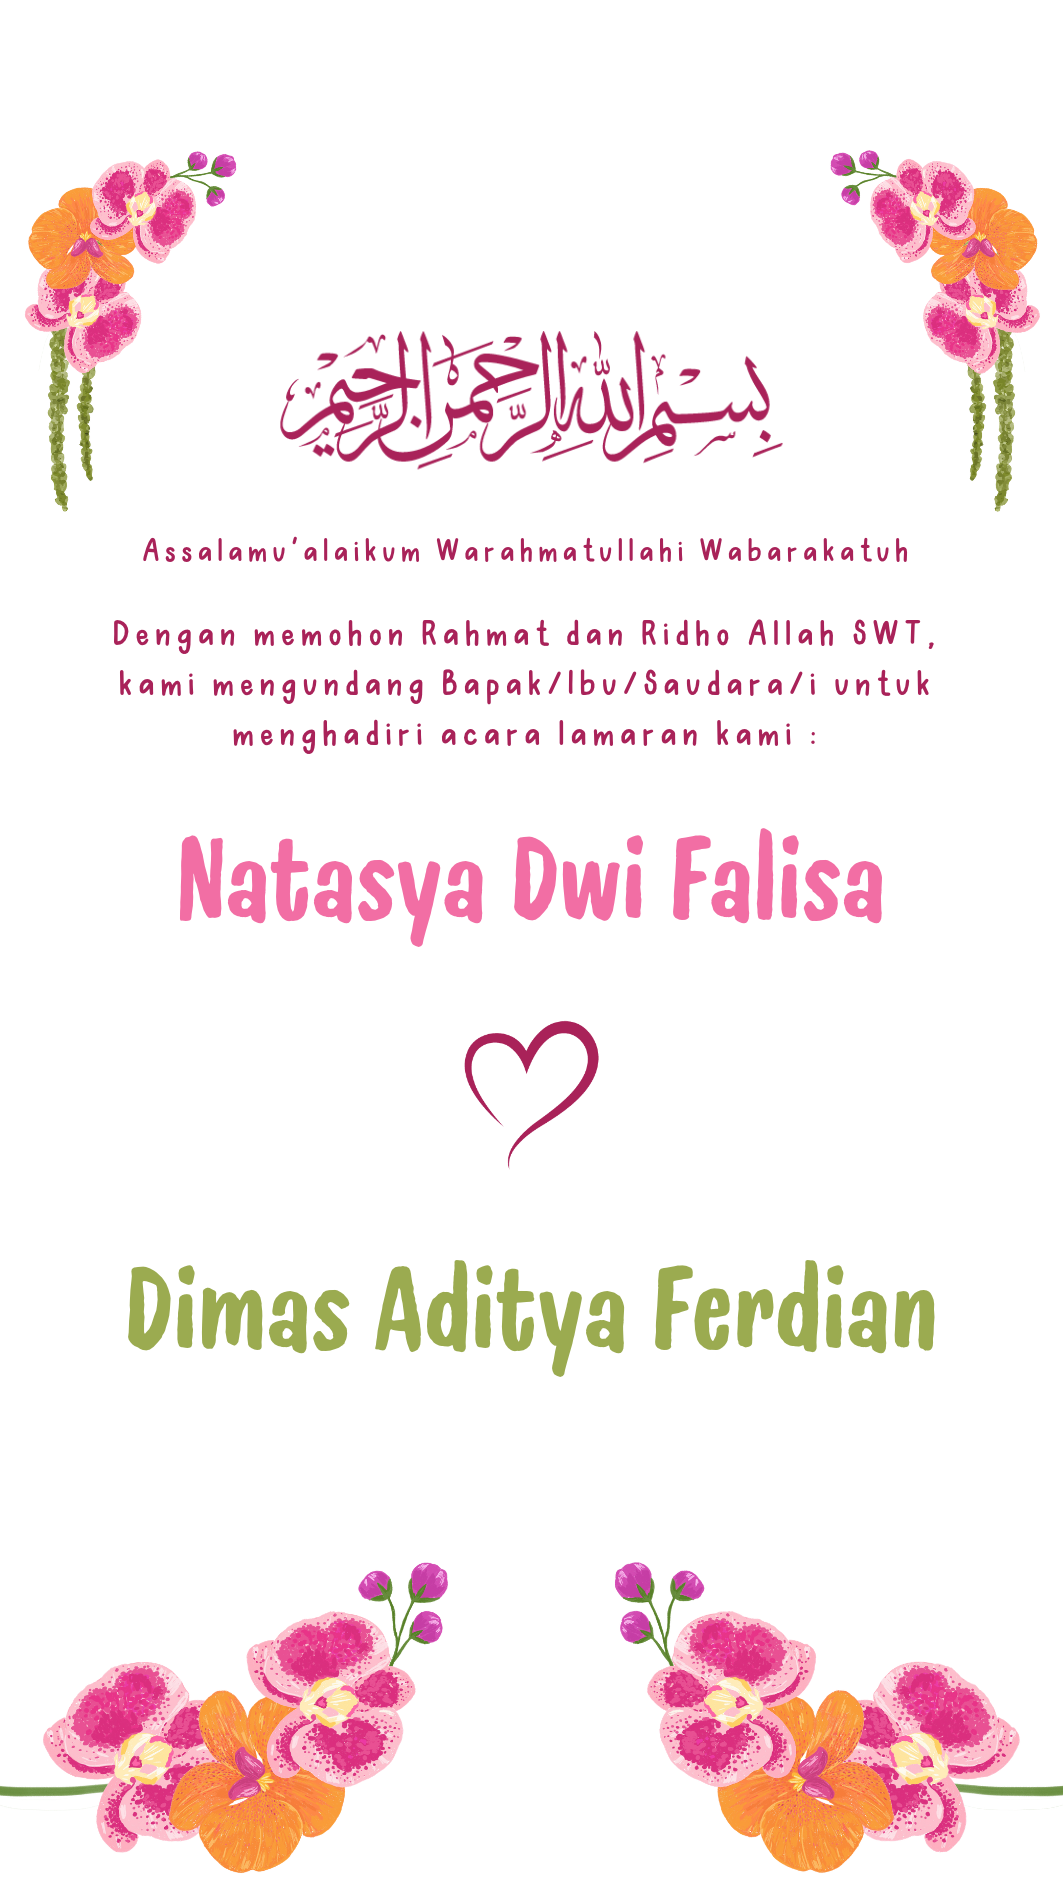 بِسْمِ اللهِ الرَّحْمَنِ الرَّحِيْمِ
Assalamu'alaikum Warahmatullahi Wabarakatuh
Dengan memohon Rahmat dan Ridho Allah SWT,
kami mengundang Bapak/Ibu/Saudara/i untuk
menghadiri acara lamaran kami :
Natasya Dwi Falisa
Dimas Aditya Ferdian